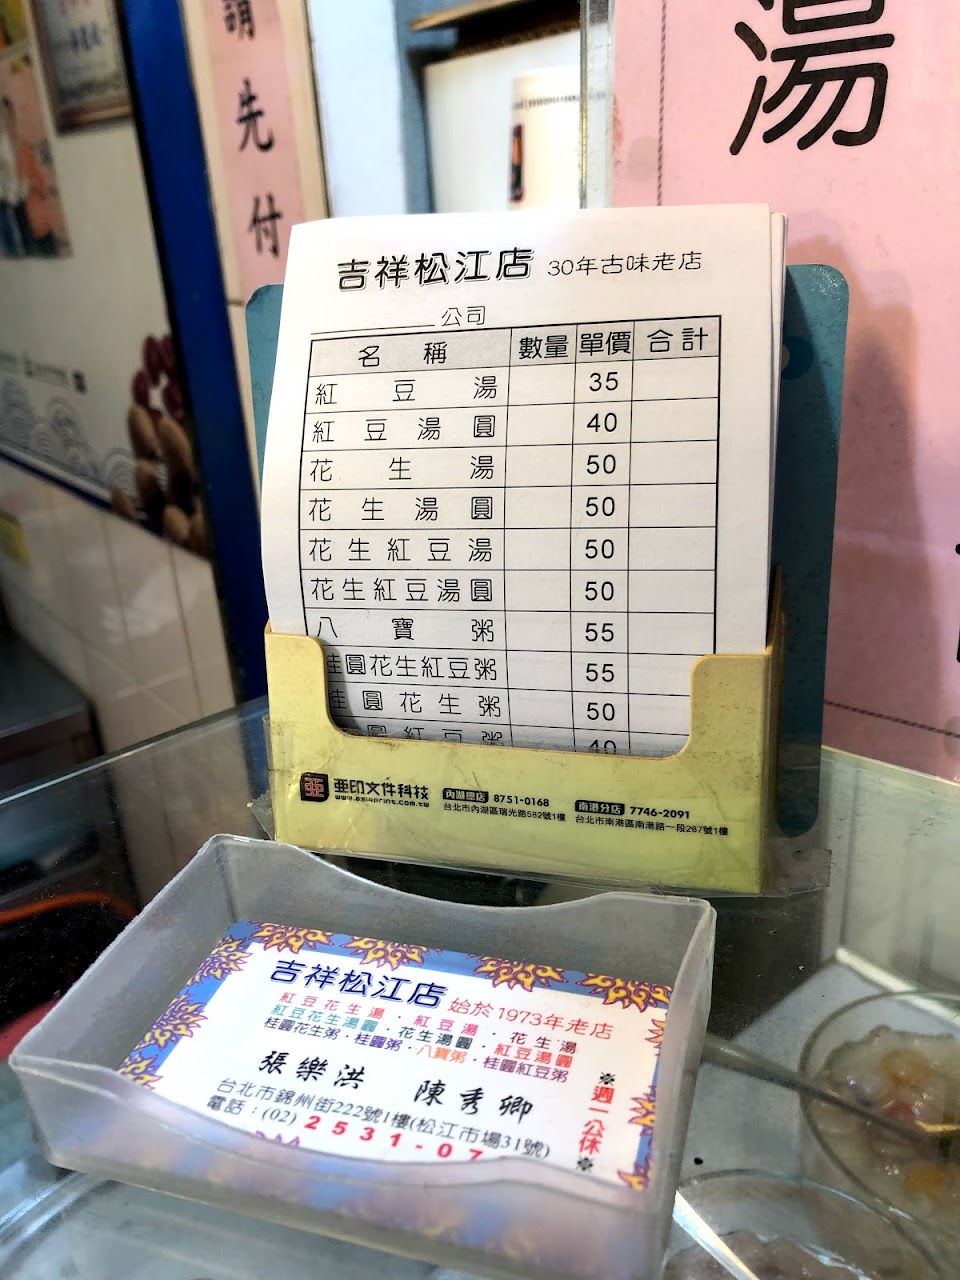 請先付
湯
吉祥松江店 30年古味老店
公司
名稱 數量 單價 合計
紅豆湯 35
紅豆湯圓 40
花生湯 50
花生湯圓 50
花生紅豆湯 50
花生紅豆湯圓 50
八寶粥 55
桂圓花生紅豆粥 55
桂圓花生粥 50
圓紅豆粥 40
亜 亜印文件科技 內湖總店 8751-0168 南港分店 7746-2091
www.asiaprint.com.tw 台北市內湖區瑞光路582號1樓 台北市南港區南港路一段287號1樓
吉祥松江店 始於1973年老店
紅豆花生湯·紅豆湯·花生湯
紅豆花生湯圓·花生湯圓·紅豆湯圓
桂圓花生粥·桂圓粥·八寶粥·桂圓紅豆粥
張樂洪 陳秀卿
台北市錦州街222號1樓(松江市場31號)
電話：(02) 2531-07
※週一公休※